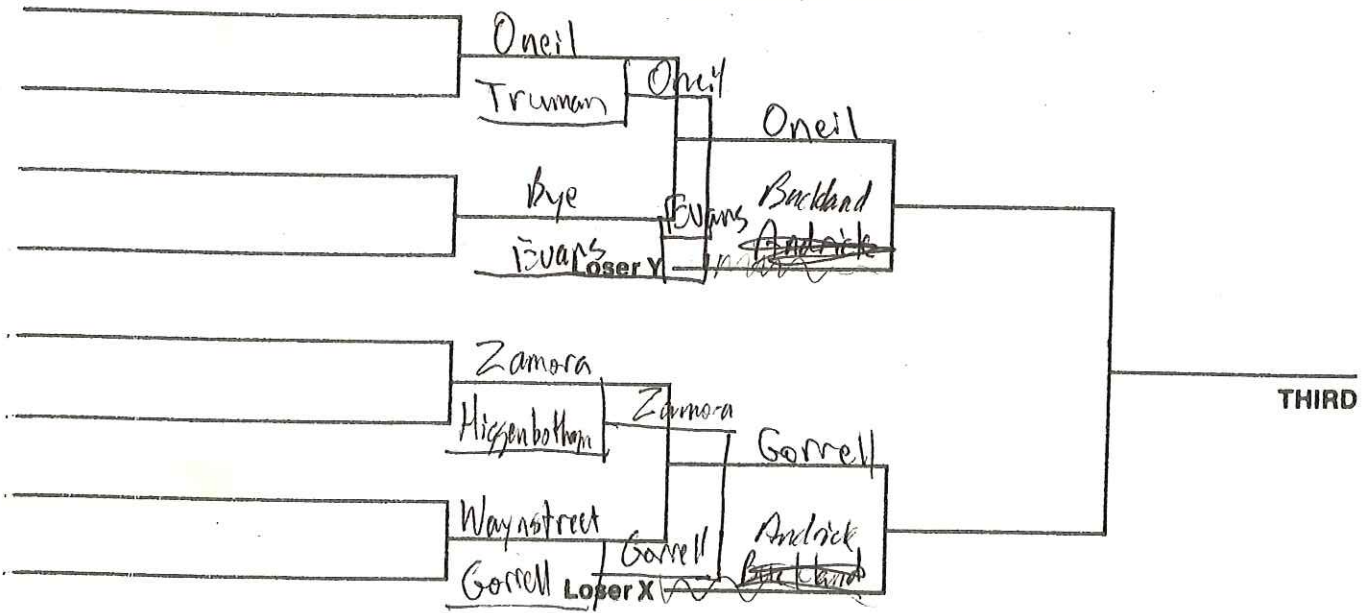 Oneil
Truman
Oneil
Oneil
Bye
Evans
Evans
Loser Y
Buckland
Andrick
Zamora
Higgenbotham
Zamora
Gorrell
THIRD
Waynstreet
Gorrell
Gorrell
Loser X
Andrick
Buckland